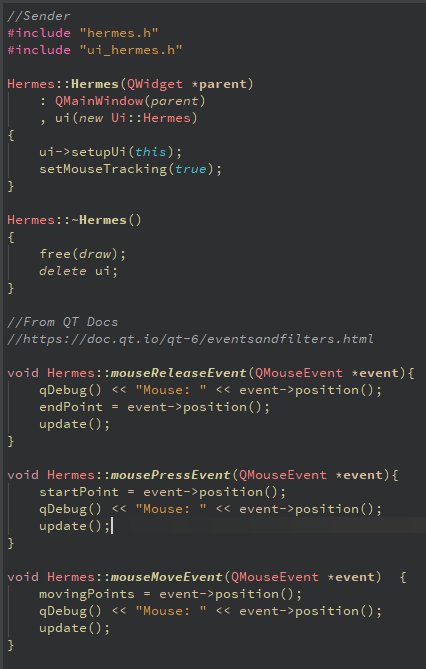 //Sender
#include "hermes.h"
#include "ui_hermes.h"

Hermes::Hermes(QWidget *parent)
    : QMainWindow(parent)
    , ui(new Ui::Hermes)
{
    ui->setupUi(this);
    setMouseTracking(true);
}

Hermes::~Hermes()
{
    free(draw);
    delete ui;
}

//From QT Docs
//https://doc.qt.io/qt-6/eventsandfilters.html

void Hermes::mouseReleaseEvent(QMouseEvent *event){
    qDebug() << "Mouse: " << event->position();
    endPoint = event->position();
    update();
}

void Hermes::mousePressEvent(QMouseEvent *event){
    startPoint = event->position();
    qDebug() << "Mouse: " << event->position();
    update();
}

void Hermes::mouseMoveEvent(QMouseEvent *event)  {
    movingPoints = event->position();
    qDebug() << "Mouse: " << event->position();
    update();
}